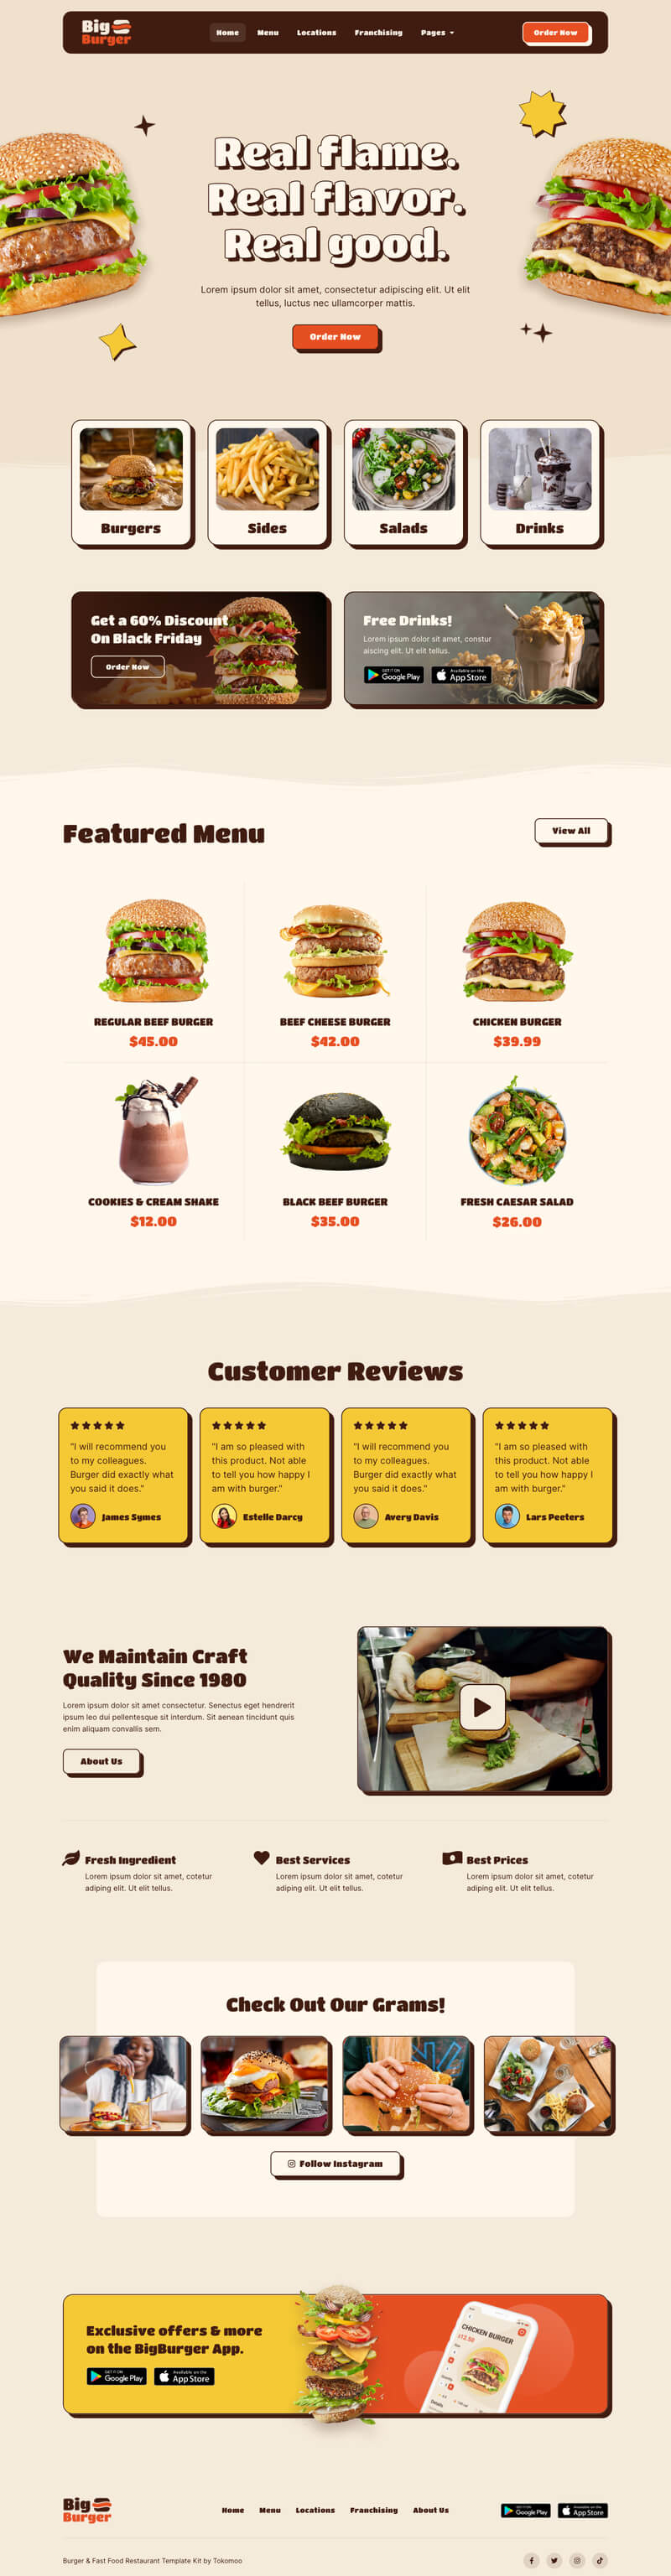 Big
Burger
Home
Menu
Locations
Franchising
Pages
Order Now
Real flame.
Real flavor.
Real good.
Lorem ipsum dolor sit amet, consectetur adipiscing elit. Ut elit
tellus, luctus nec ullamcorper mattis.
Order Now
Burgers
Sides
Salads
Drinks
Get a 60% Discount
On Black Friday
Order Now
Free Drinks!
Lorem ipsum dolor sit amet, constur
aiscing elit. Ut elit tellus.
GET IT ON
Google Play
Available on the
App Store
Featured Menu
View All
REGULAR BEEF BURGER
$45.00
BEEF CHEESE BURGER
$42.00
CHICKEN BURGER
$39.99
COOKIES & CREAM SHAKE
$12.00
BLACK BEEF BURGER
$35.00
FRESH CAESAR SALAD
$26.00
Customer Reviews
"I will recommend you
to my colleagues.
Burger did exactly what
you said it does."
James Symes
"I am so pleased with
this product. Not able
to tell you how happy I
am with burger."
Estelle Darcy
"I will recommend you
to my colleagues.
Burger did exactly what
you said it does."
Avery Davis
"I am so pleased with
this product. Not able
to tell you how happy I
am with burger."
Lars Peeters
We Maintain Craft
Quality Since 1980
Lorem ipsum dolor sit amet consectetur. Senectus eget hendrerit
ipsum leo dui pellentesque sit interdum. Sit aenean tincidunt quis
enim aliquam convallis sem.
About Us
Fresh Ingredient
Lorem ipsum dolor sit amet, cotetur
adiping elit. Ut elit tellus.
Best Services
Lorem ipsum dolor sit amet, cotetur
adiping elit. Ut elit tellus.
Best Prices
Lorem ipsum dolor sit amet, cotetur
adiping elit. Ut elit tellus.
Check Out Our Grams!
Follow Instagram
Exclusive offers & more
on the BigBurger App.
GET IT ON
Google Play
Available on the
App Store
CHICKEN BURGER
$12.50
Details
Big
Burger
Home
Menu
Locations
Franchising
About Us
GET IT ON
Google Play
Available on the
App Store
Burger & Fast Food Restaurant Template Kit by Tokomoo